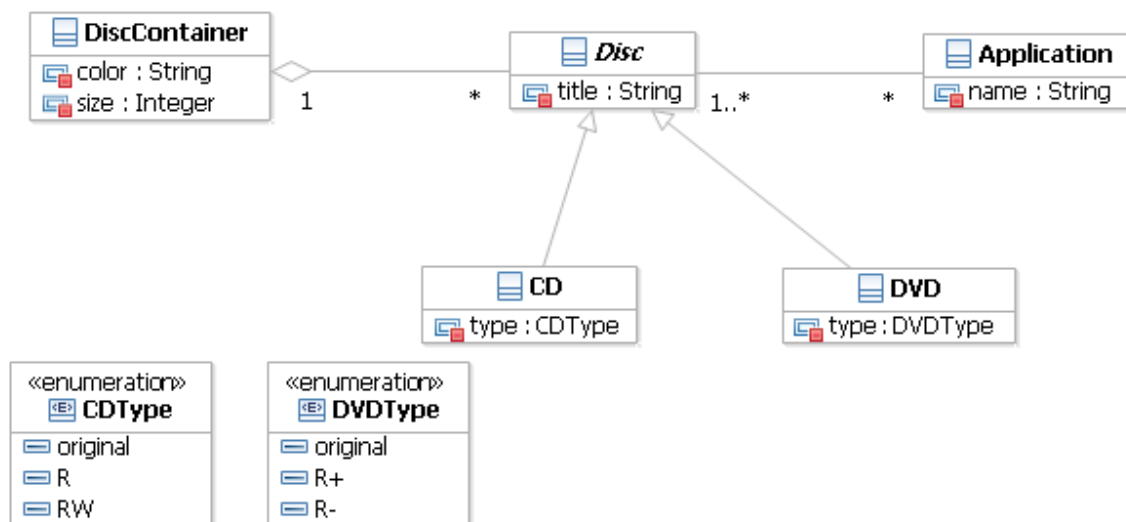 DiscContainer
color : String
size : Integer
1
*
Disc
title : String
1..*
*
Application
name : String
CD
type : CDType
DVD
type : DVDType
«enumeration»
<E> CDType
original
R
RW
«enumeration»
<E> DVDType
original
R+
R-